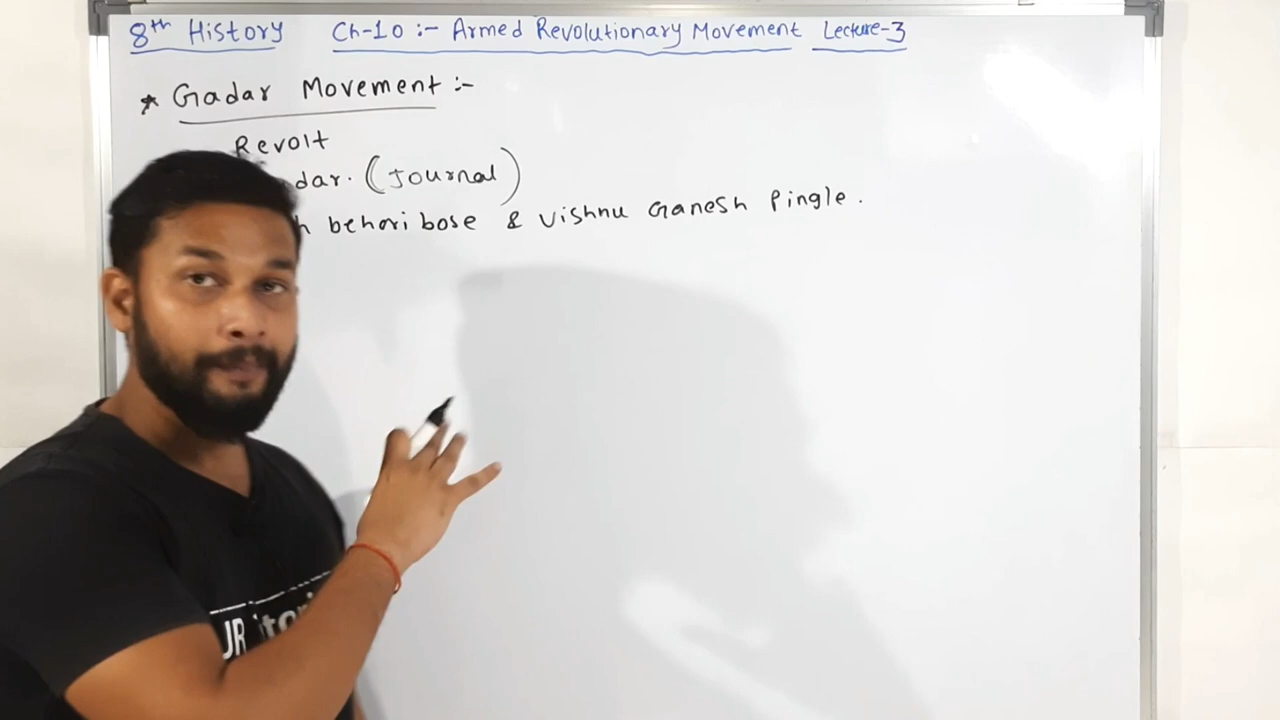 8th History Ch-10 :- Armed Revolutionary Movement Lecture-3
* Gadar Movement :-
Revolt
dar. (Journal)
h behari bose & Vishnu Ganesh Pingle.
JR